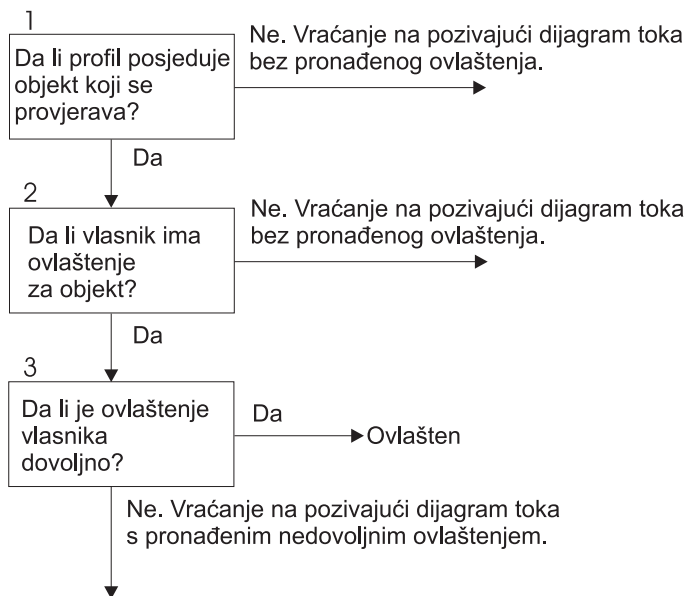 1
Da li profil posjeduje
objekt koji se
provjerava?
Ne. Vraćanje na pozivajući dijagram toka
bez pronađenog ovlaštenja.
Da
2
Da li vlasnik ima
ovlaštenje
za objekt?
Ne. Vraćanje na pozivajući dijagram toka
bez pronađenog ovlaštenja.
Da
3
Da li je ovlaštenje
vlasnika
dovoljno?
Da
Ovlašten
Ne. Vraćanje na pozivajući dijagram toka
s pronađenim nedovoljnim ovlaštenjem.